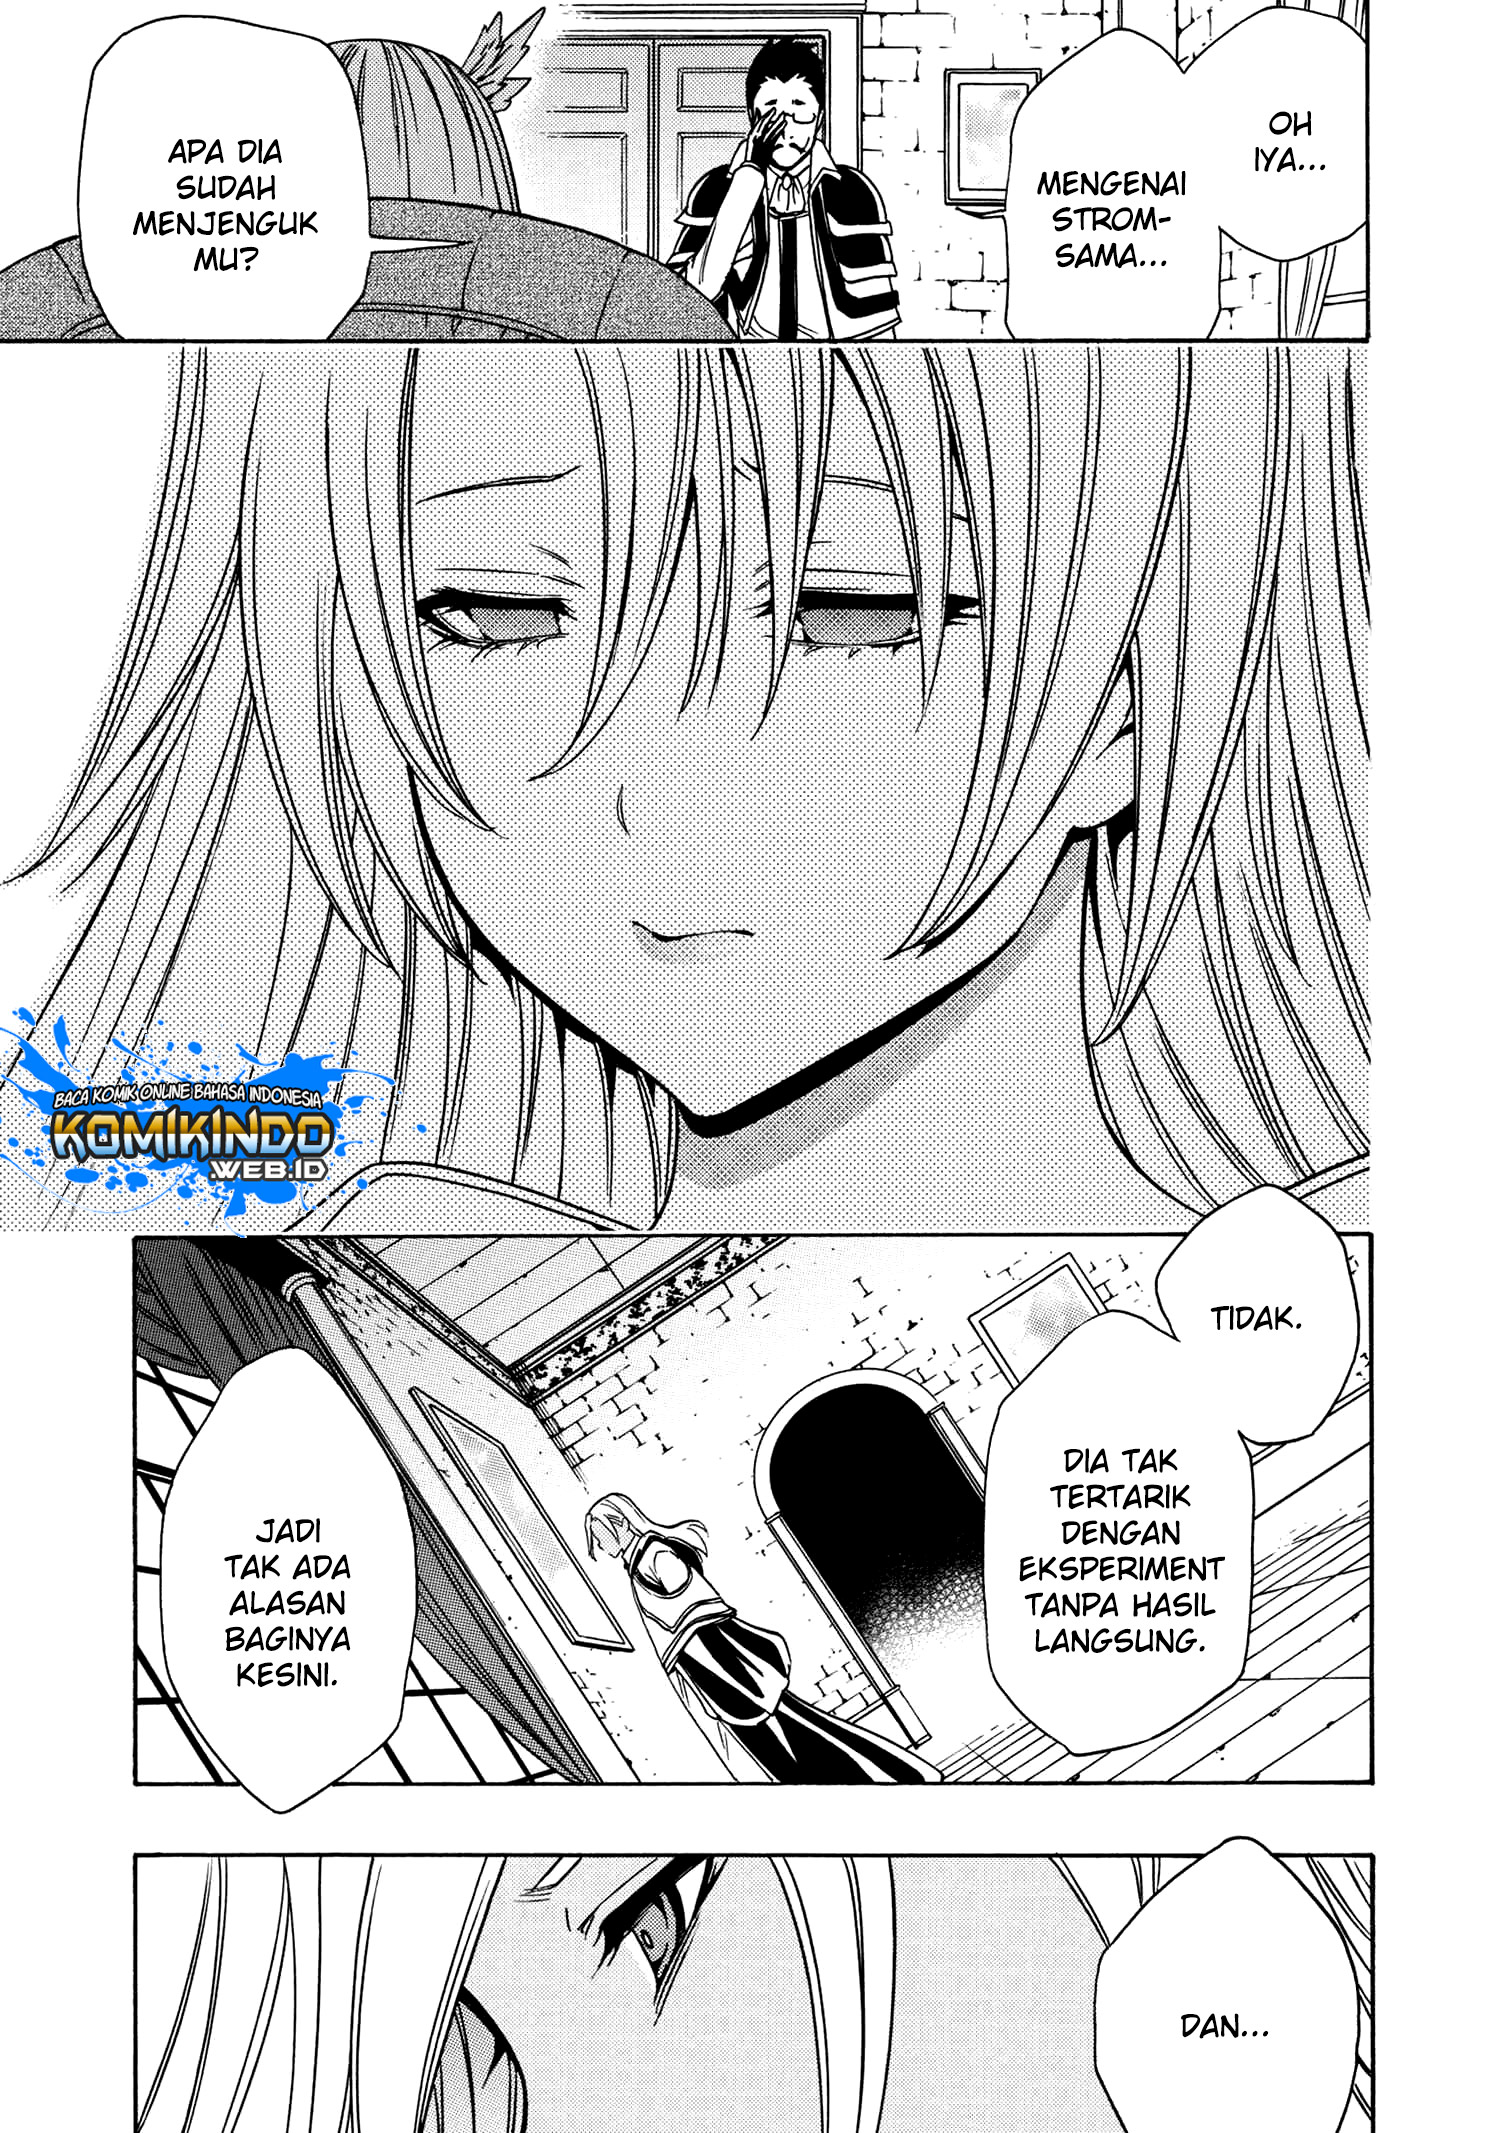 OH
IYA...
MENGENAI
STROM-
SAMA...
APA DIA
SUDAH
MENJENGUK
MU?
BACA KOMIK ONLINE BAHASA INDONESIA
KOMIKINDO
.WEB.ID
TIDAK.
DIA TAK
TERTARIK
DENGAN
EKSPERIMENT
TANPA HASIL
LANGSUNG.
JADI
TAK ADA
ALASAN
BAGINYA
KESINI.
DAN...